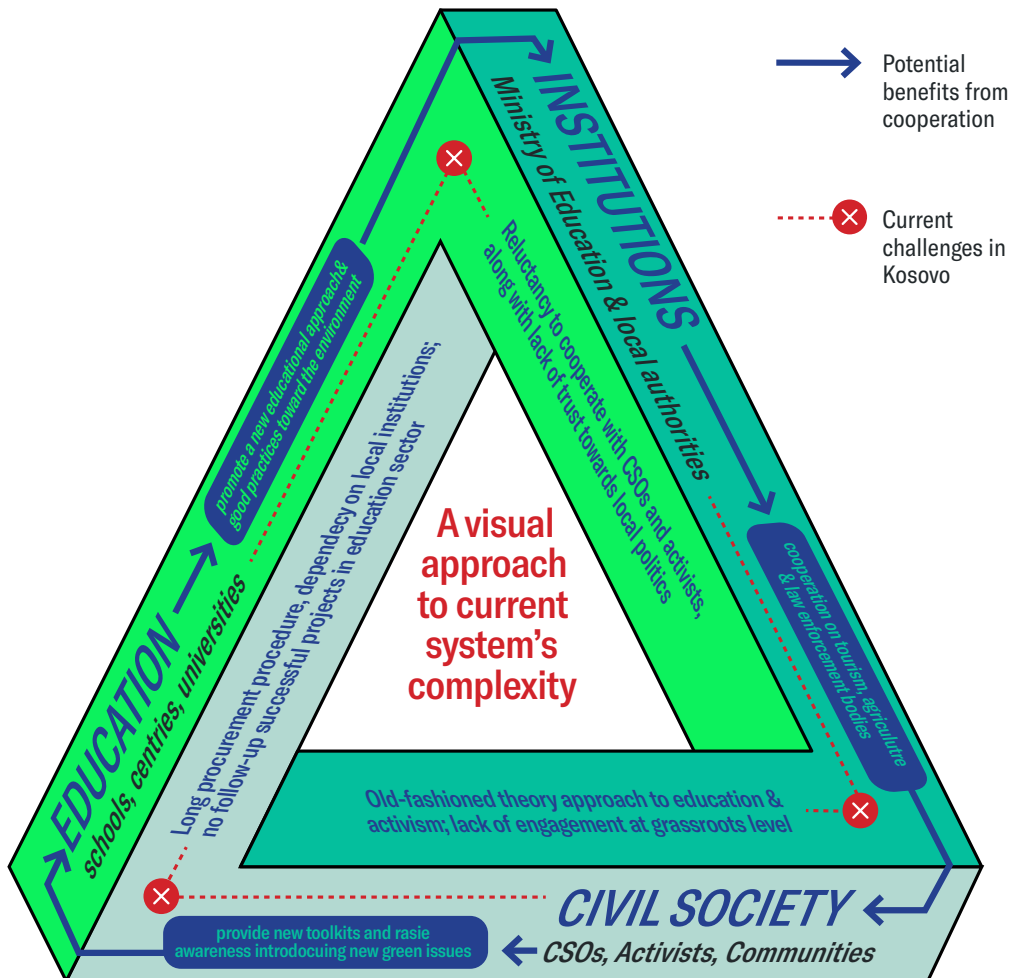 Potential
benefits from
cooperation
Current
challenges in
Kosovo
INSTITUTIONS
Ministry of Education & local authorities
Reluctancy to cooperate with CSOs and activists,
along with lack of trust towards local politics
cooperation on tourism, agriculutre
& law enforcement bodies
promote a new educational approach&
good practices toward the environment
EDUCATION
schools, centries, universities
Long procurement procedure, dependecy on local institutions;
no follow-up successful projects in education sector
A visual
approach
to current
system's
complexity
Old-fashioned theory approach to education &
activism; lack of engagement at grassroots level
CIVIL SOCIETY
CSOs, Activists, Communities
provide new toolkits and rasie
awareness introdocuing new green issues